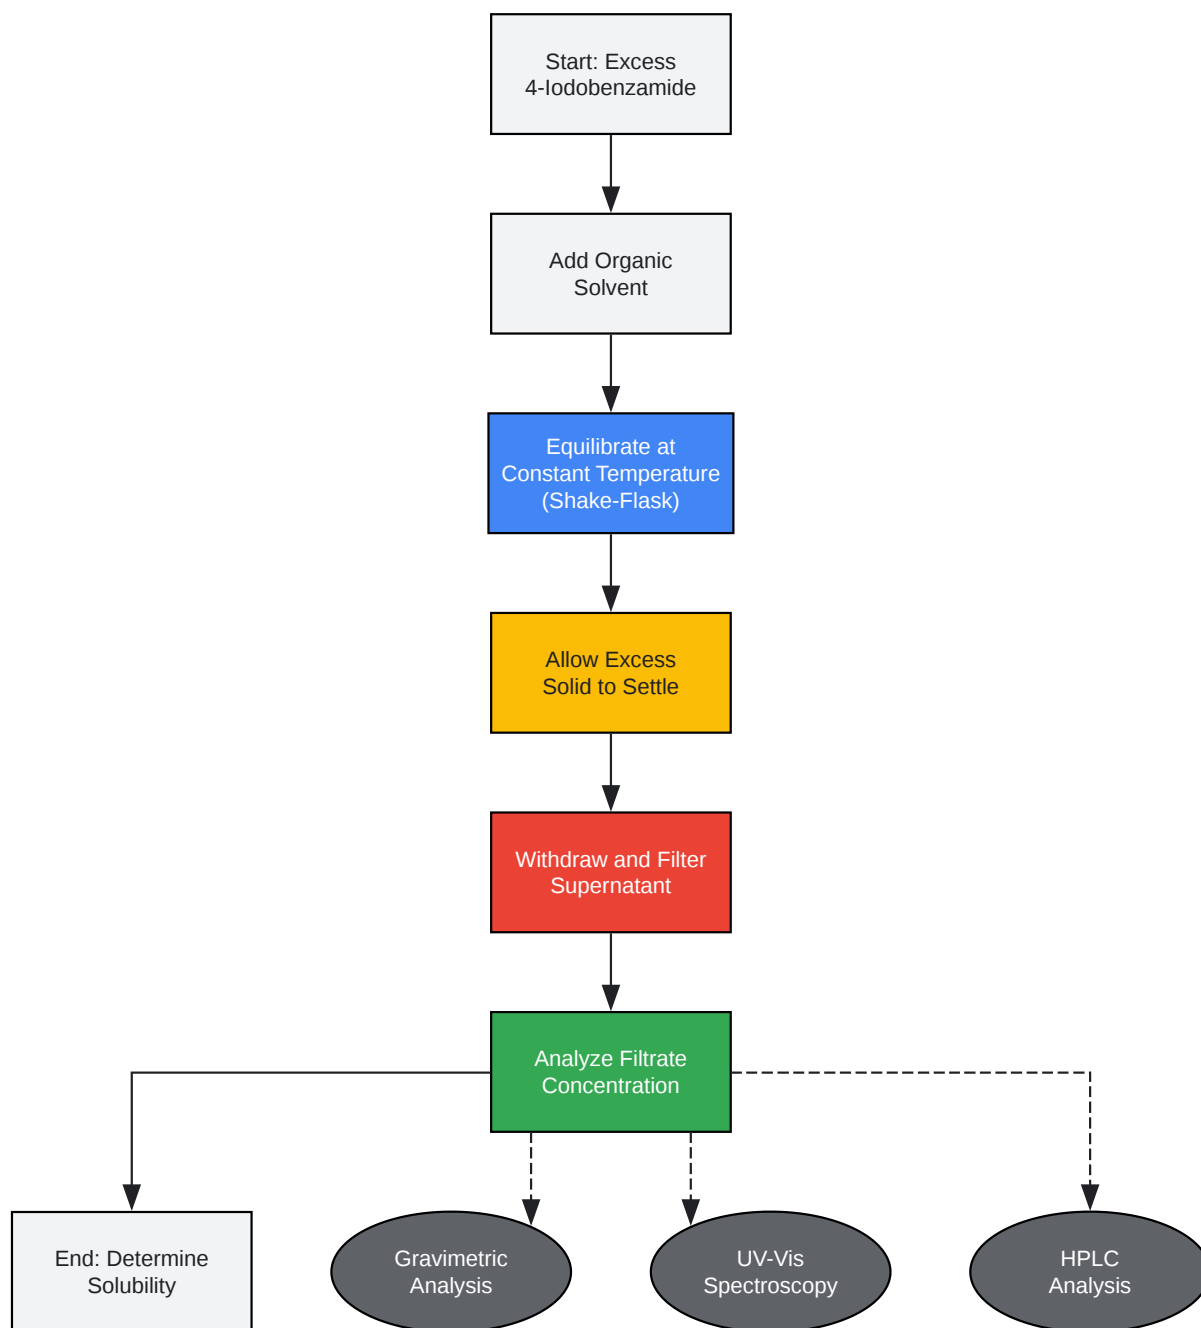 Start: Excess
4-Iodobenzamide
Add Organic
Solvent
Equilibrate at
Constant Temperature
(Shake-Flask)
Allow Excess
Solid to Settle
Withdraw and Filter
Supernatant
Analyze Filtrate
Concentration
End: Determine
Solubility
Gravimetric
Analysis
UV-Vis
Spectroscopy
HPLC
Analysis